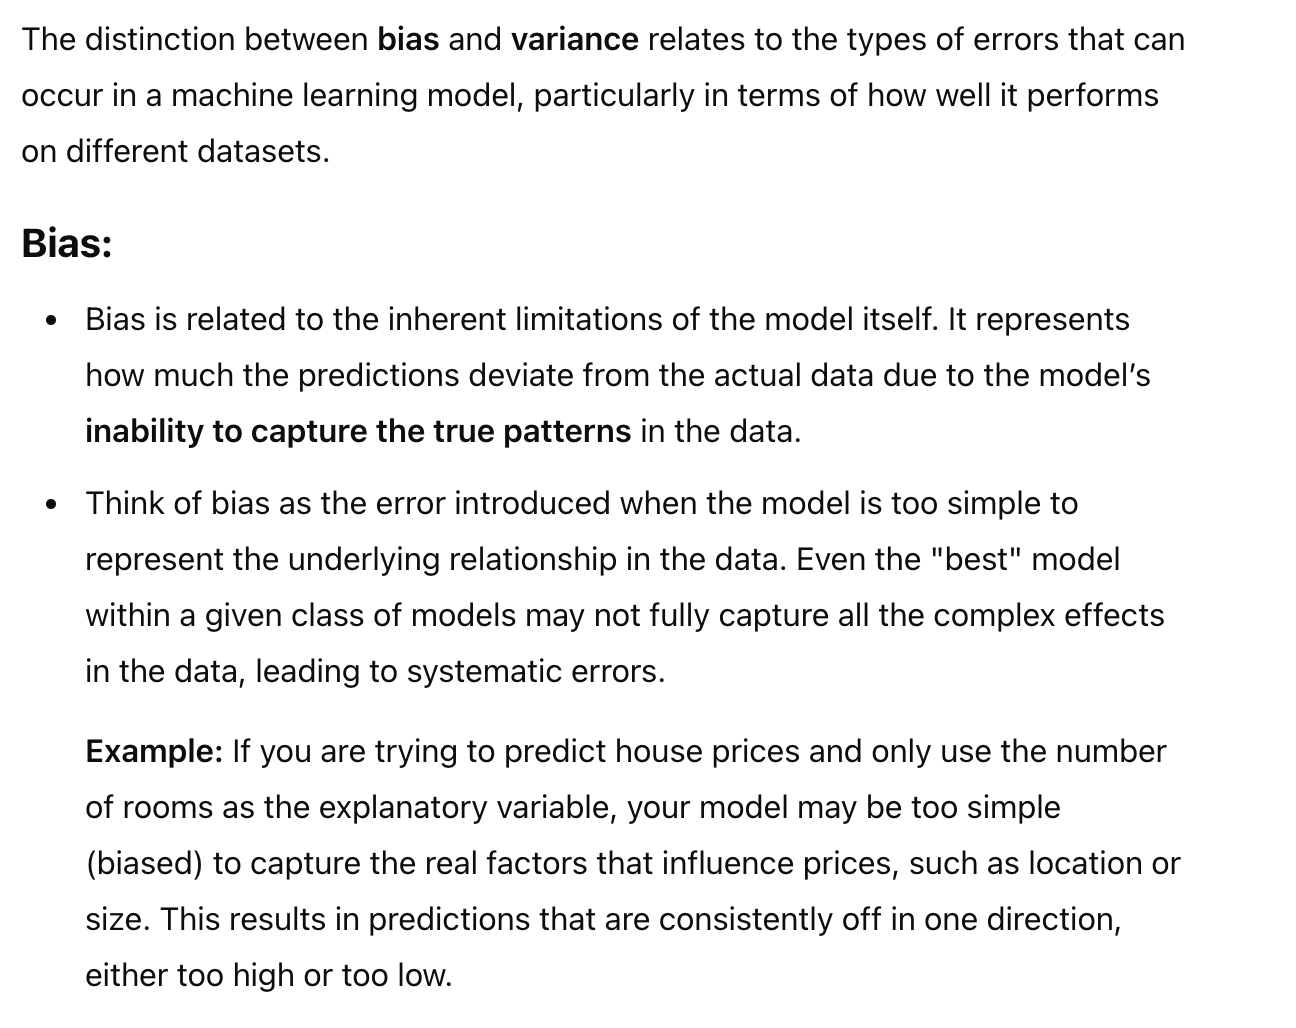 The distinction between bias and variance relates to the types of errors that can
occur in a machine learning model, particularly in terms of how well it performs
on different datasets.
Bias:
• Bias is related to the inherent limitations of the model itself. It represents
how much the predictions deviate from the actual data due to the model’s
inability to capture the true patterns in the data.
• Think of bias as the error introduced when the model is too simple to
represent the underlying relationship in the data. Even the "best" model
within a given class of models may not fully capture all the complex effects
in the data, leading to systematic errors.
Example: If you are trying to predict house prices and only use the number
of rooms as the explanatory variable, your model may be too simple
(biased) to capture the real factors that influence prices, such as location or
size. This results in predictions that are consistently off in one direction,
either too high or too low.